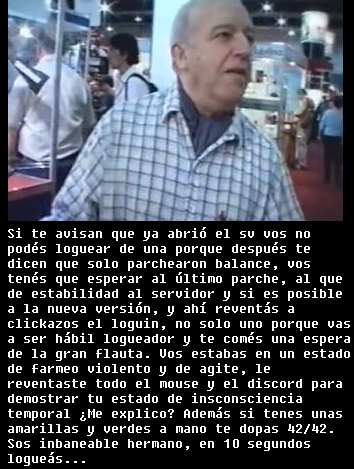 Si te avisan que ya abrió el sv vos no
podés loguear de una porque después te
dicen que solo parchearon balance, vos
tenés que esperar al último parche, al que
de estabilidad al servidor y si es posible
a la nueva versión, y ahí reventás a
clickazos el loguin, no solo uno porque vas
a ser hábil logueador y te comés una espera
de la gran flauta. Vos estabas en un estado
de farmeo violento y de agite, le
reventaste todo el mouse y el discord para
demostrar tu estado de insconsciencia
temporal ¿Me explico? Además si tenes unas
amarillas y verdes a mano te dopas 42/42.
Sos inbaneable hermano, en 10 segundos
logueás...